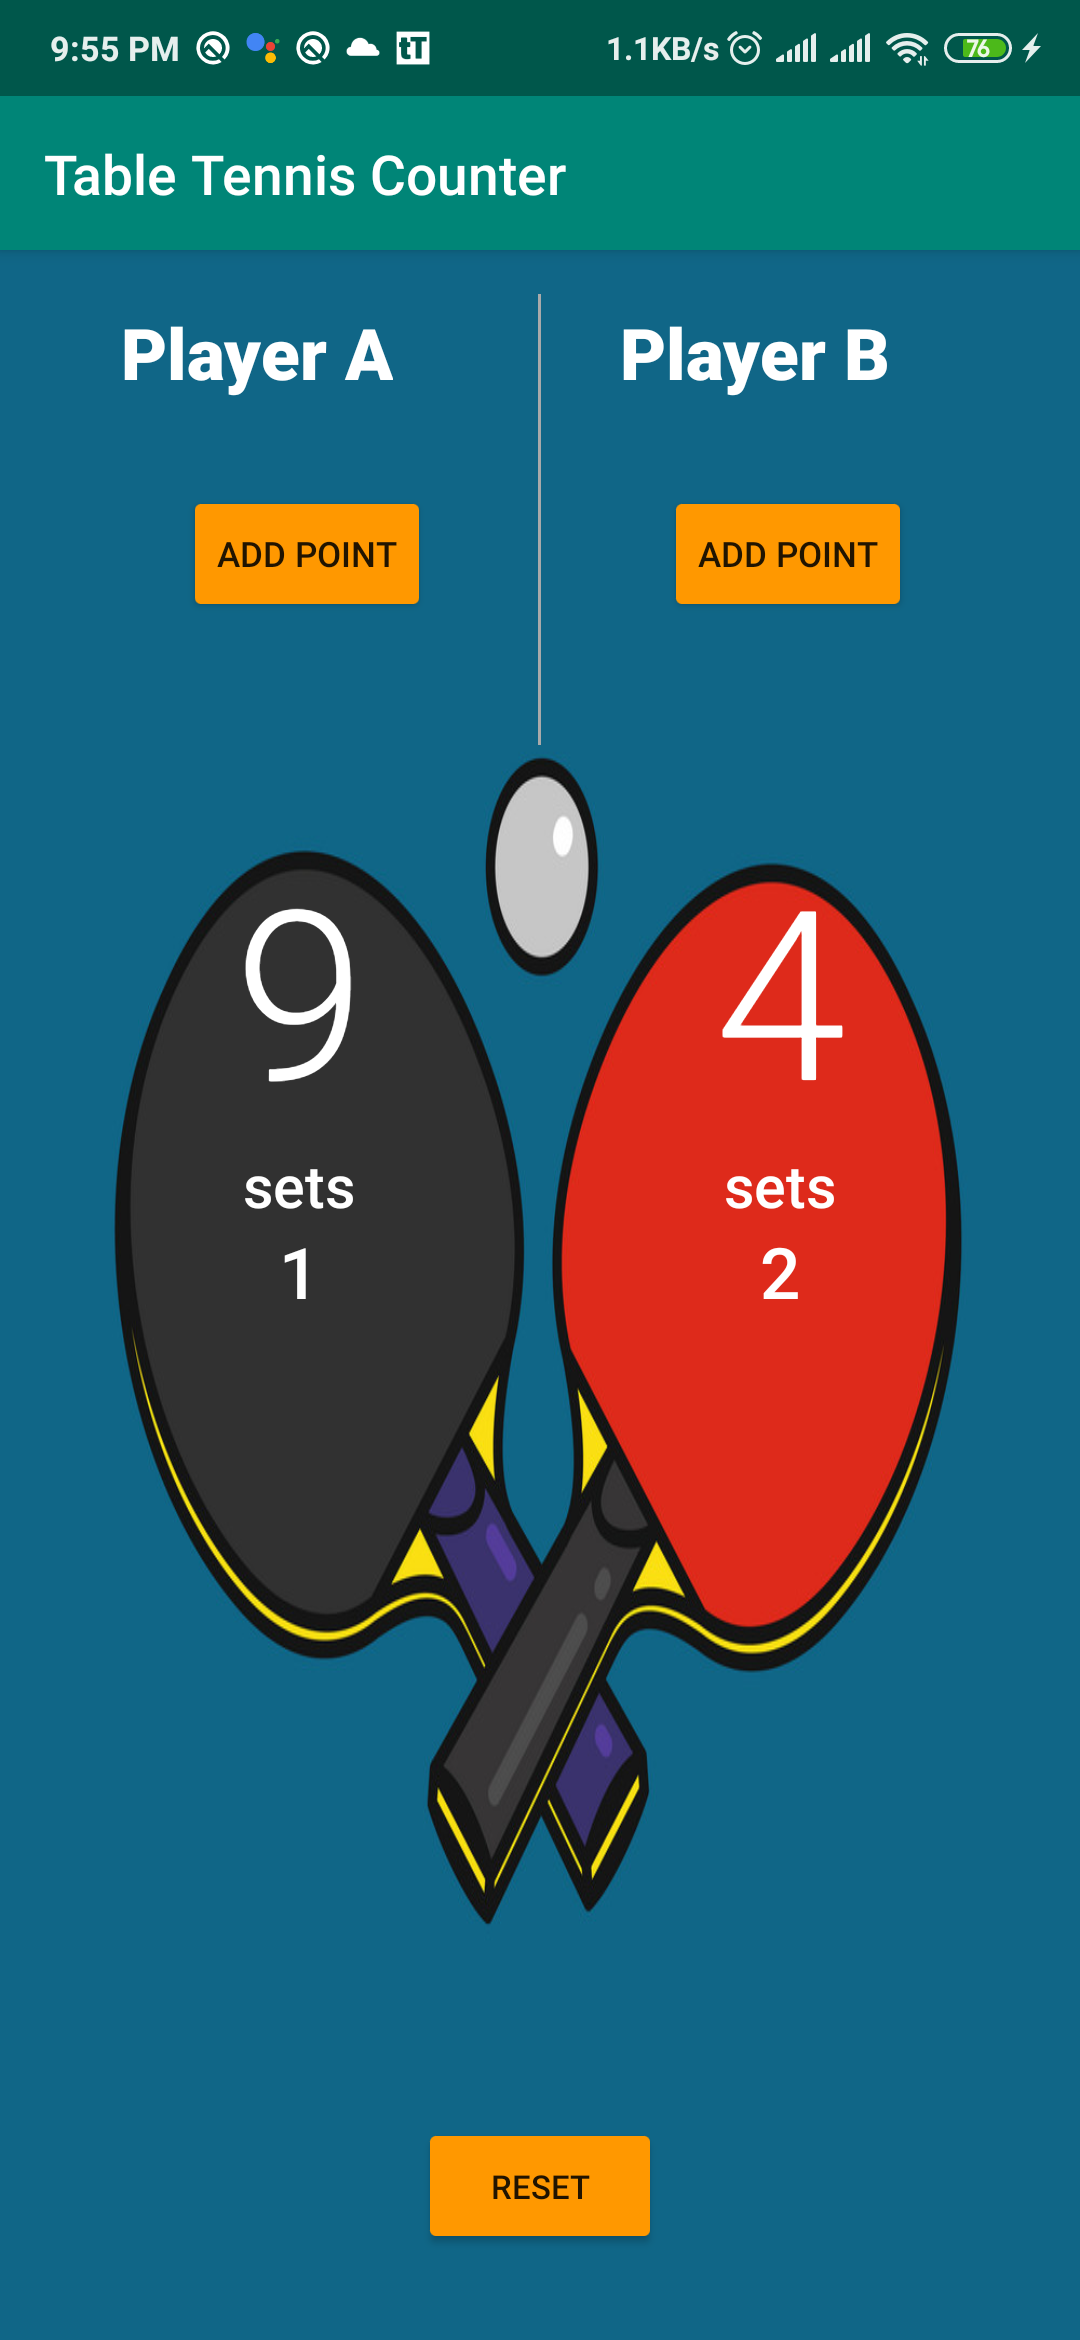 9:55 PM tT 1.1KB/s 76
Table Tennis Counter
Player A Player B
ADD POINT ADD POINT
9 4
sets sets
1 2
RESET